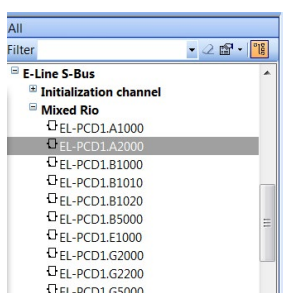 All
Filter
E-Line S-Bus
Initialization channel
Mixed Rio
EL-PCD1.A1000
EL-PCD1.A2000
EL-PCD1.B1000
EL-PCD1.B1010
EL-PCD1.B1020
EL-PCD1.B5000
EL-PCD1.E1000
EL-PCD1.G2000
EL-PCD1.G2200
EL-PCD1.G5000